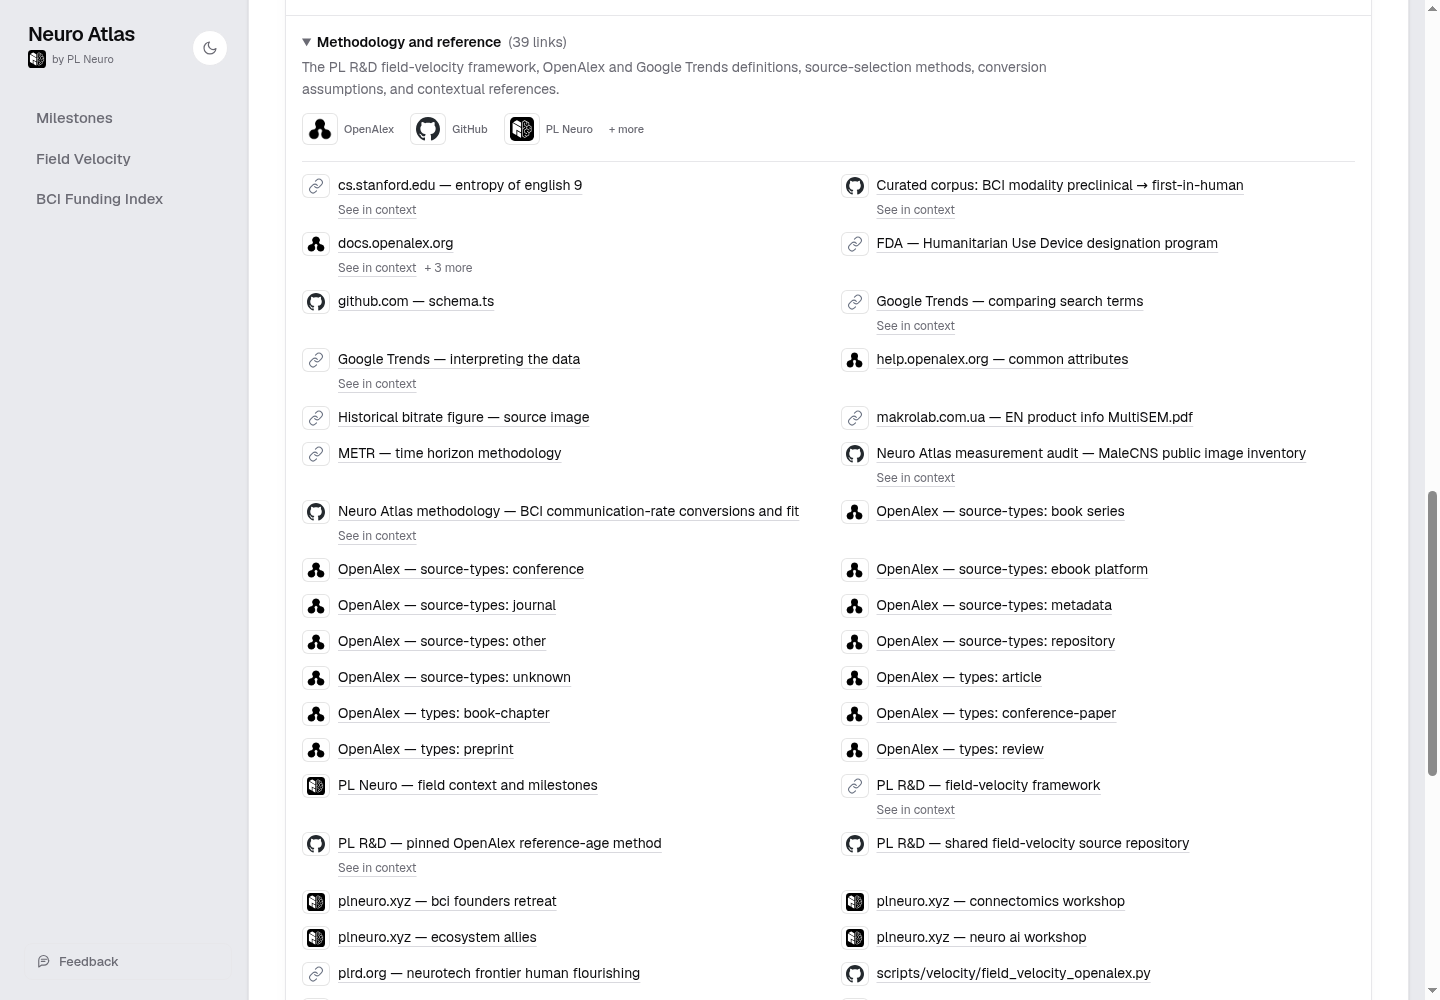 Neuro Atlas
by PL Neuro
Milestones
Field Velocity
BCI Funding Index
Feedback
Methodology and reference (39 links)
The PL R&D field-velocity framework, OpenAlex and Google Trends definitions, source-selection methods, conversion
assumptions, and contextual references.
OpenAlex GitHub PL Neuro + more
cs.stanford.edu — entropy of english 9
See in context
Curated corpus: BCI modality preclinical → first-in-human
See in context
docs.openalex.org
See in context + 3 more
FDA — Humanitarian Use Device designation program
github.com — schema.ts
Google Trends — comparing search terms
See in context
Google Trends — interpreting the data
See in context
help.openalex.org — common attributes
Historical bitrate figure — source image
makrolab.com.ua — EN product info MultiSEM.pdf
METR — time horizon methodology
Neuro Atlas measurement audit — MaleCNS public image inventory
See in context
Neuro Atlas methodology — BCI communication-rate conversions and fit
See in context
OpenAlex — source-types: book series
OpenAlex — source-types: conference
OpenAlex — source-types: ebook platform
OpenAlex — source-types: journal
OpenAlex — source-types: metadata
OpenAlex — source-types: other
OpenAlex — source-types: repository
OpenAlex — source-types: unknown
OpenAlex — types: article
OpenAlex — types: book-chapter
OpenAlex — types: conference-paper
OpenAlex — types: preprint
OpenAlex — types: review
PL Neuro — field context and milestones
PL R&D — field-velocity framework
See in context
PL R&D — pinned OpenAlex reference-age method
See in context
PL R&D — shared field-velocity source repository
plneuro.xyz — bci founders retreat
plneuro.xyz — connectomics workshop
plneuro.xyz — ecosystem allies
plneuro.xyz — neuro ai workshop
plrd.org — neurotech frontier human flourishing
scripts/velocity/field_velocity_openalex.py